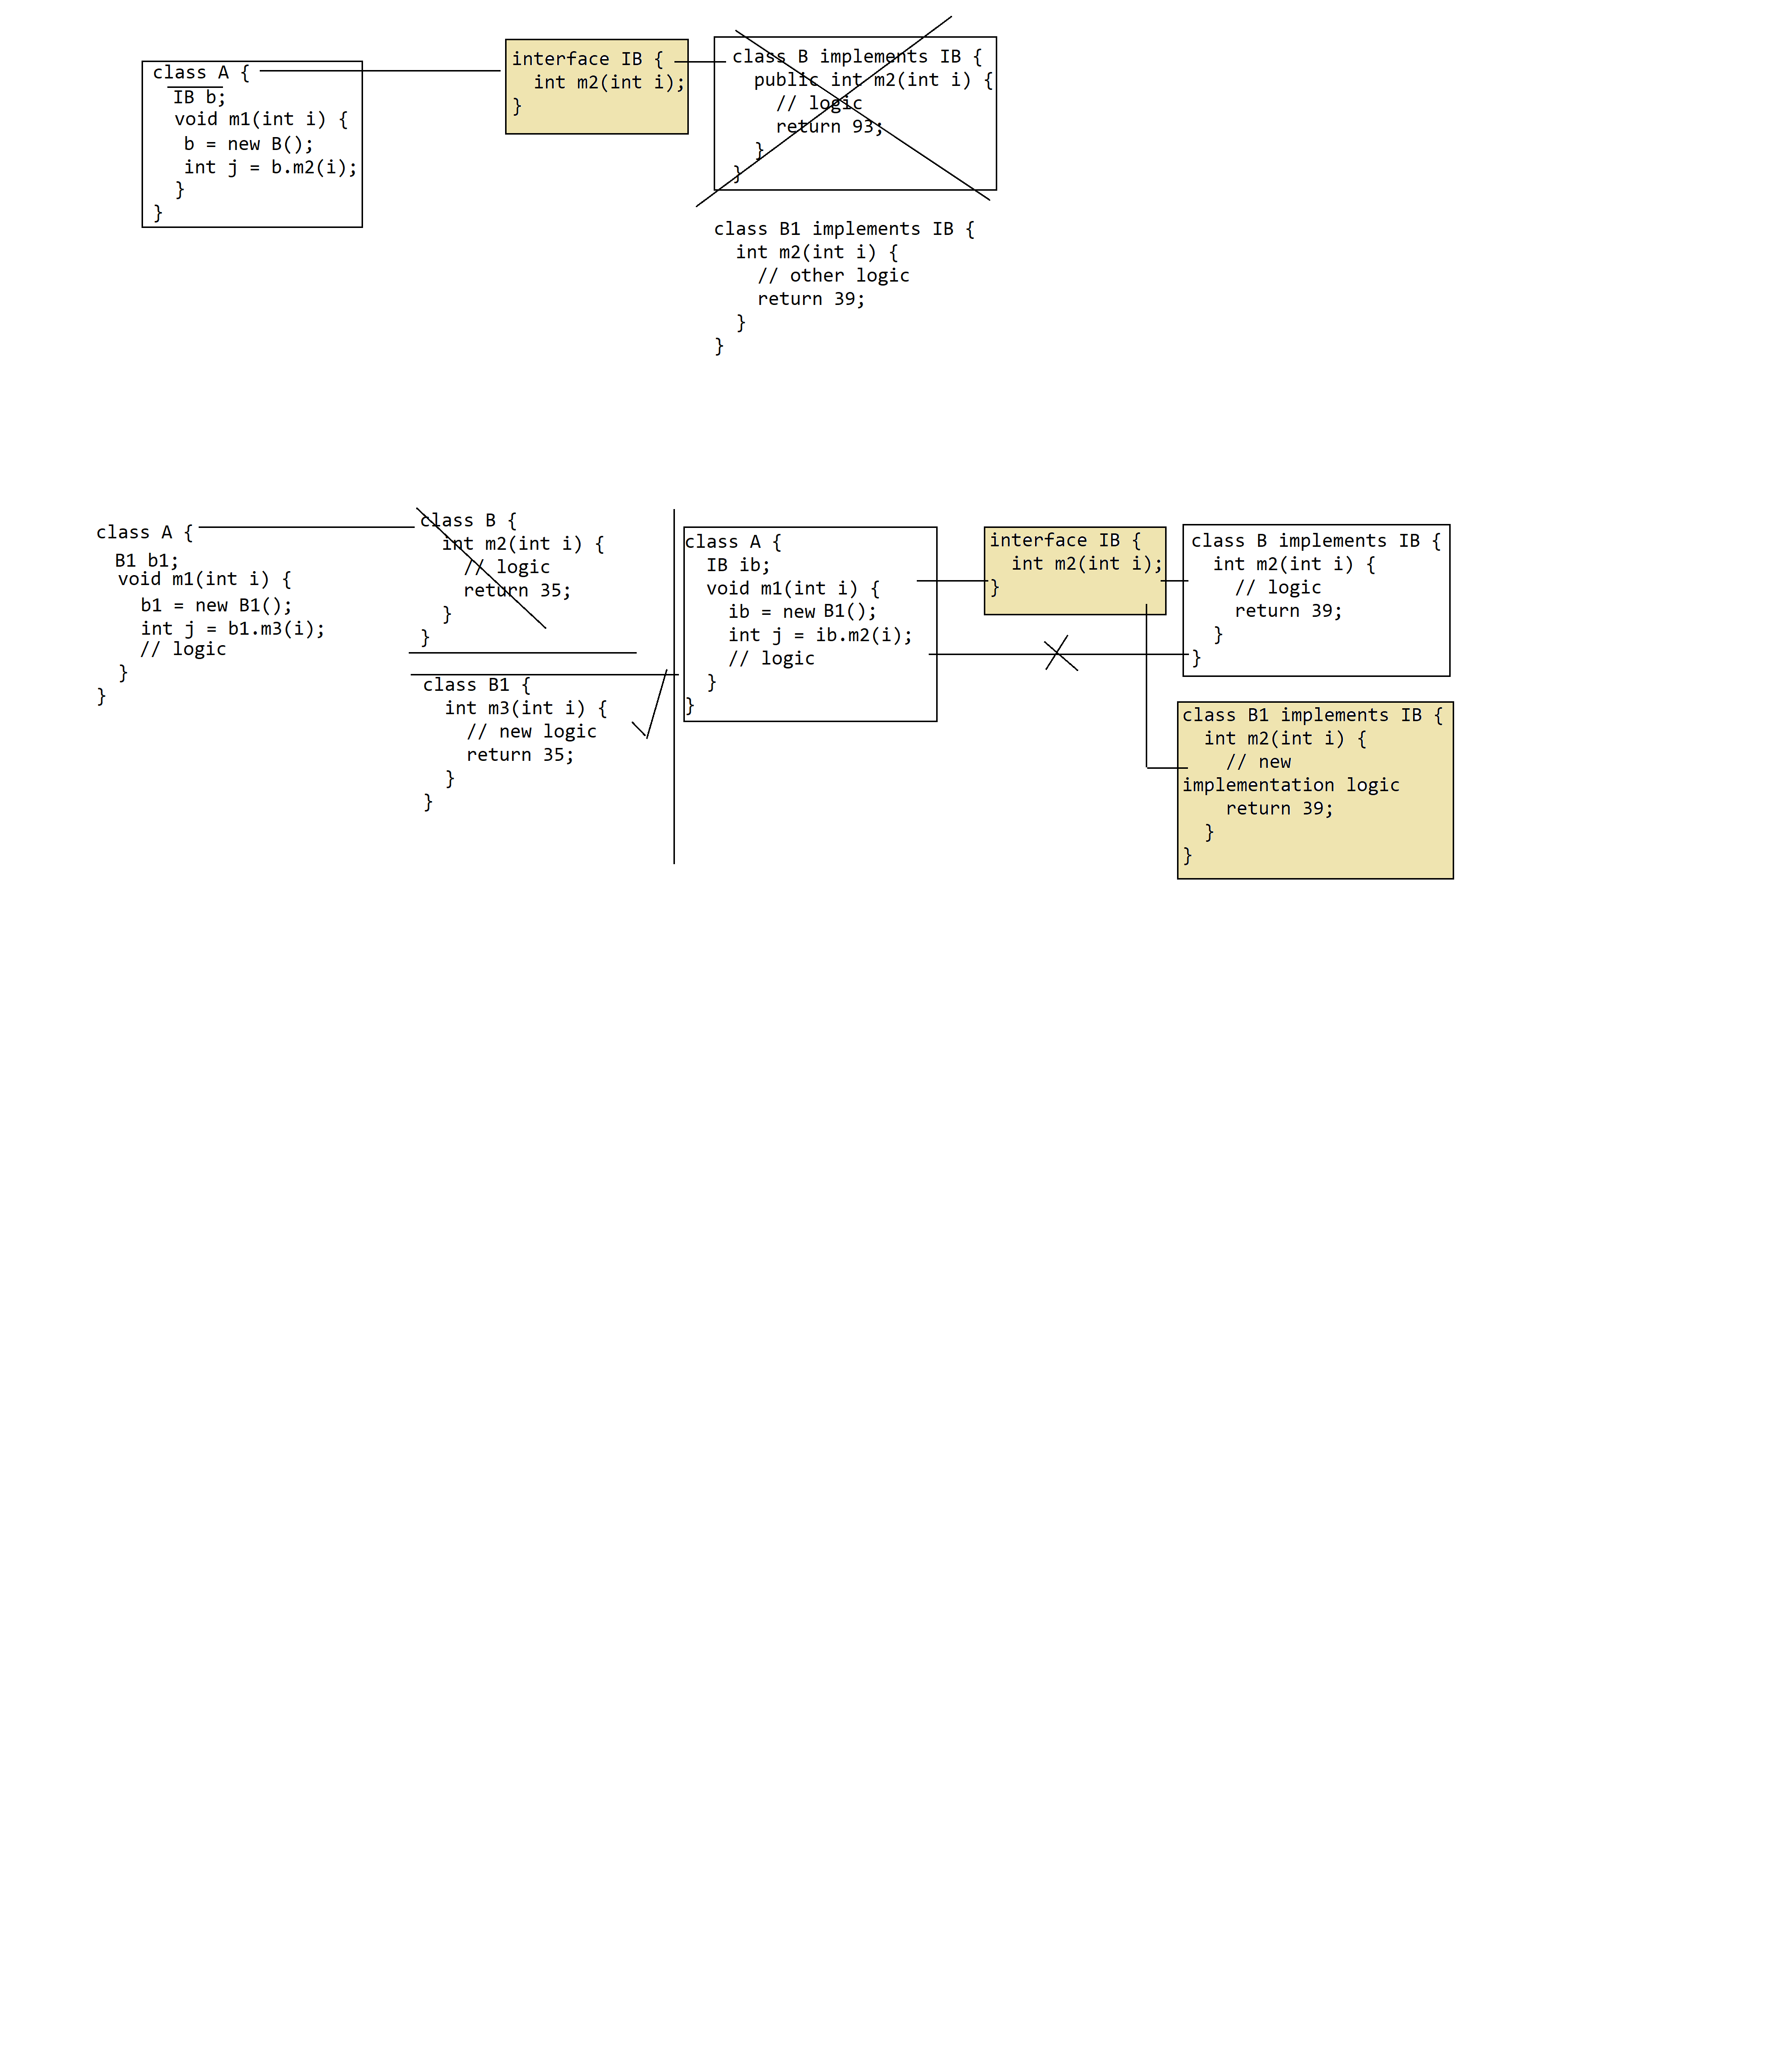 class A {
IB b;
void m1(int i) {
b = new B();
int j = b.m2(i);
}
}
interface IB {
int m2(int i);
}
class B implements IB {
public int m2(int i) {
// logic
return 93;
}
}
class B1 implements IB {
int m2(int i) {
// other logic
return 39;
}
}
class A {
B1 b1;
void m1(int i) {
b1 = new B1();
int j = b1.m3(i);
// logic
}
}
class B {
int m2(int i) {
// logic
return 35;
}
}
class B1 {
int m3(int i) {
// new logic
return 35;
}
}
class A {
IB ib;
void m1(int i) {
ib = new B1();
int j = ib.m2(i);
// logic
}
}
interface IB {
int m2(int i);
}
class B implements IB {
int m2(int i) {
// logic
return 39;
}
}
class B1 implements IB {
int m2(int i) {
// new
implementation logic
return 39;
}
}